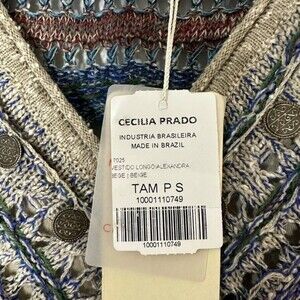 CECILIA PRADO
INDUSTRIA BRASILEIRA
MADE IN BRAZIL
7025
VESTIDO LONGO ALEXANDRA
BEGE | BEIGE
TAM P S
10001110749
10001110749